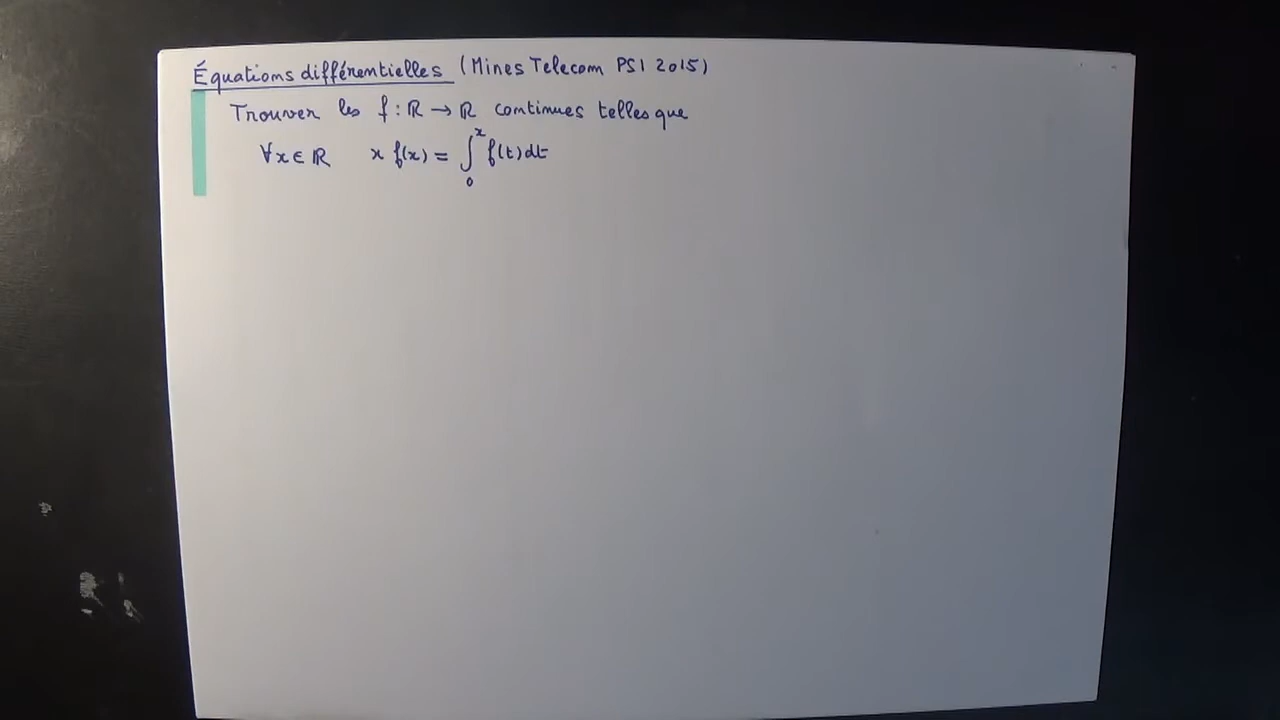 Équations différentielles (Mines Telecom PSI 2015)
Trouver les f : ℝ → ℝ continues telles que
∀x ∈ ℝ x f(x) = ∫₀ˣ f(t) dt